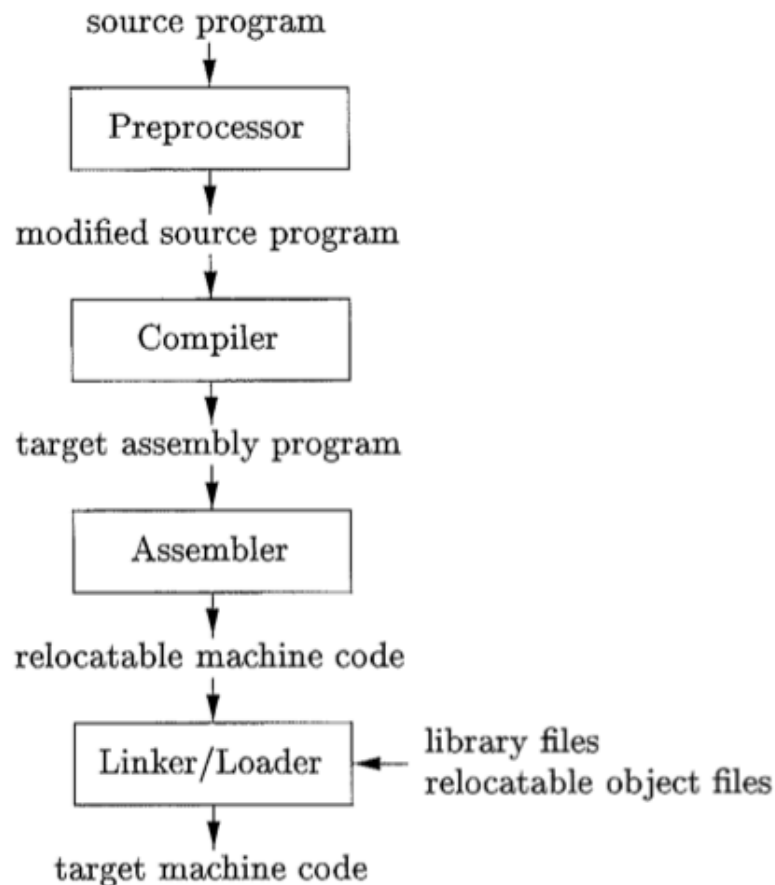 source program
Preprocessor
modified source program
Compiler
target assembly program
Assembler
relocatable machine code
Linker/Loader
library files
relocatable object files
target machine code